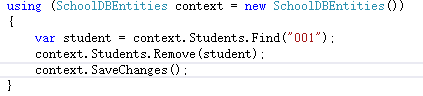 using (SchoolDBEntities context = new SchoolDBEntities())
{
    var student = context.Students.Find("001");
    context.Students.Remove(student);
    context.SaveChanges();
}